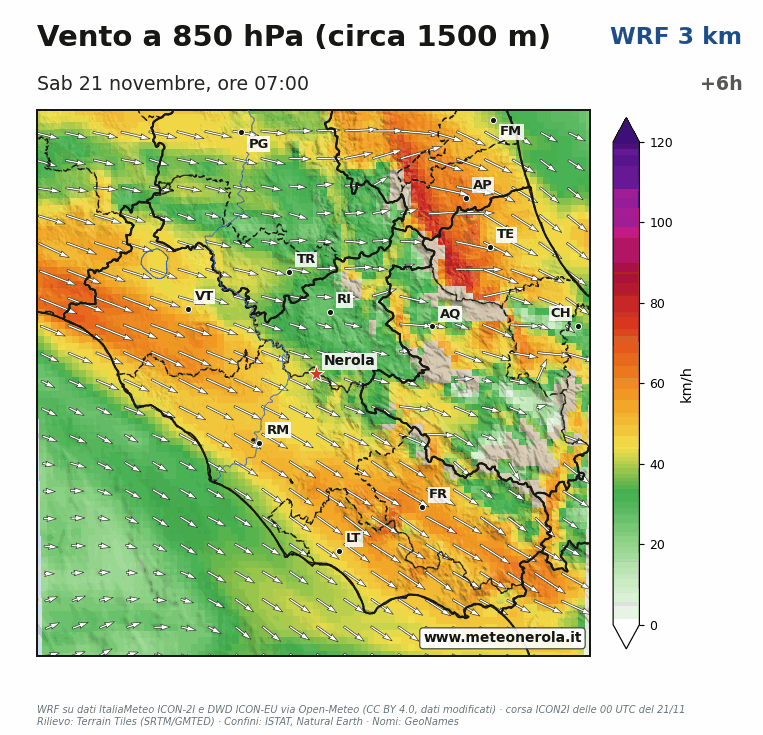 Vento a 850 hPa (circa 1500 m)
WRF 3 km
Sab 21 novembre, ore 07:00
+6h
FM
PG
AP
TE
TR
VT
RI
AQ
CH
Nerola
RM
FR
LT
www.meteonerola.it
120
100
80
60
40
20
0
km/h
WRF su dati ItaliaMeteo ICON-2I e DWD ICON-EU via Open-Meteo (CC BY 4.0, dati modificati) · corsa ICON2I delle 00 UTC del 21/11
Rilievo: Terrain Tiles (SRTM/GMTED) · Confini: ISTAT, Natural Earth · Nomi: GeoNames